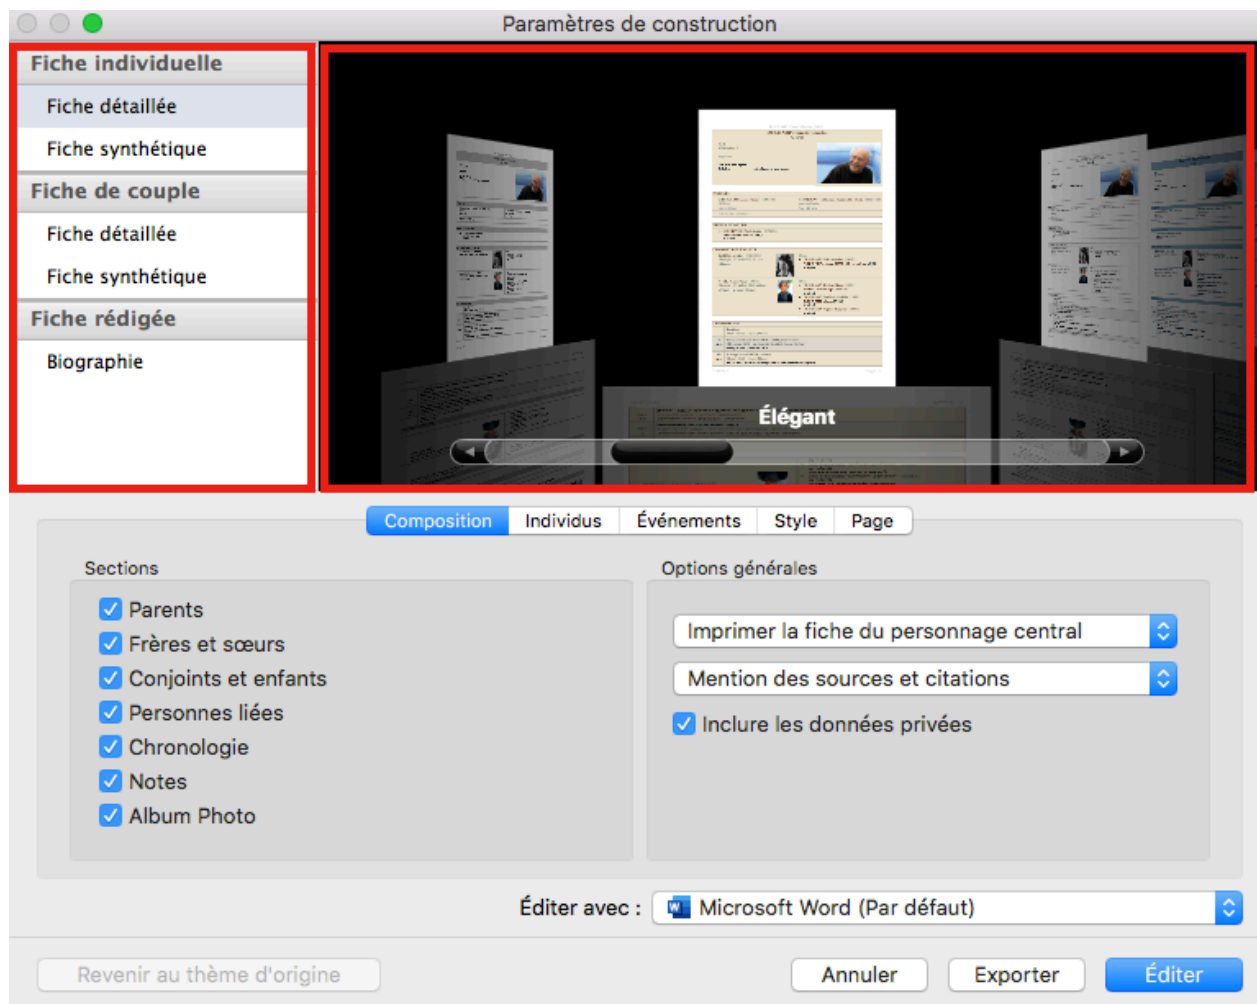 Paramètres de construction
Fiche individuelle
Fiche détaillée
Fiche synthétique
Fiche de couple
Fiche détaillée
Fiche synthétique
Fiche rédigée
Biographie
Élégant
Composition Individus Événements Style Page
Sections
Parents
Frères et sœurs
Conjoints et enfants
Personnes liées
Chronologie
Notes
Album Photo
Options générales
Imprimer la fiche du personnage central
Mention des sources et citations
Inclure les données privées
Éditer avec : Microsoft Word (Par défaut)
Revenir au thème d'origine Annuler Exporter Éditer